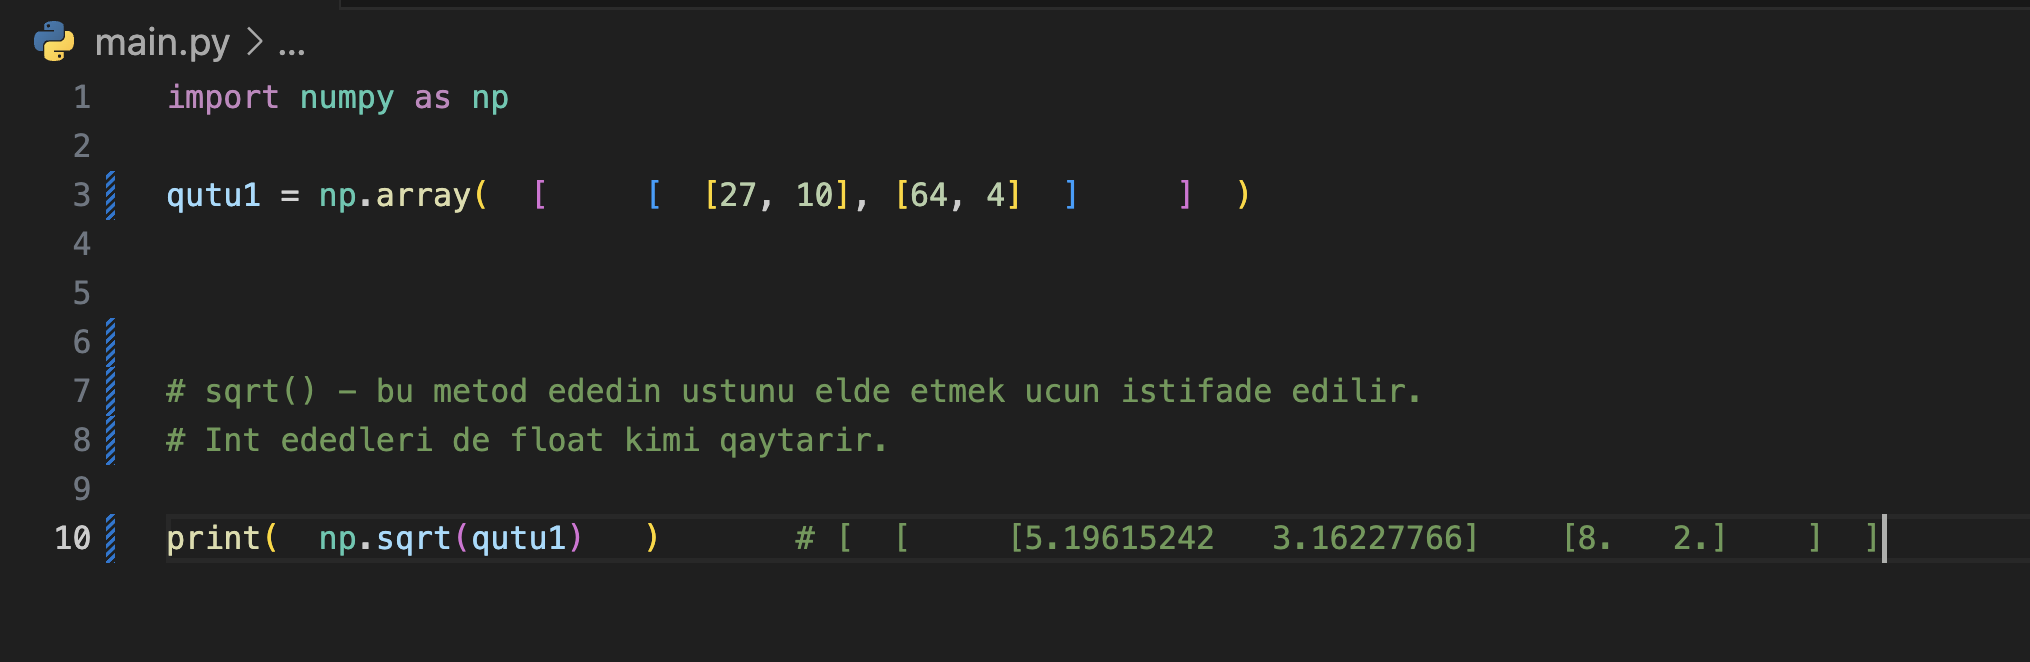 main.py > ...
1 import numpy as np
2
3 qutu1 = np.array(  [     [  [27, 10], [64, 4]  ]     ]  )
4
5
6
7 # sqrt() – bu metod ededin ustunu elde etmek ucun istifade edilir.
8 # Int ededleri de float kimi qaytarir.
9
10 print(  np.sqrt(qutu1)   )       # [  [     [5.19615242   3.16227766]    [8.   2.]    ]  ]